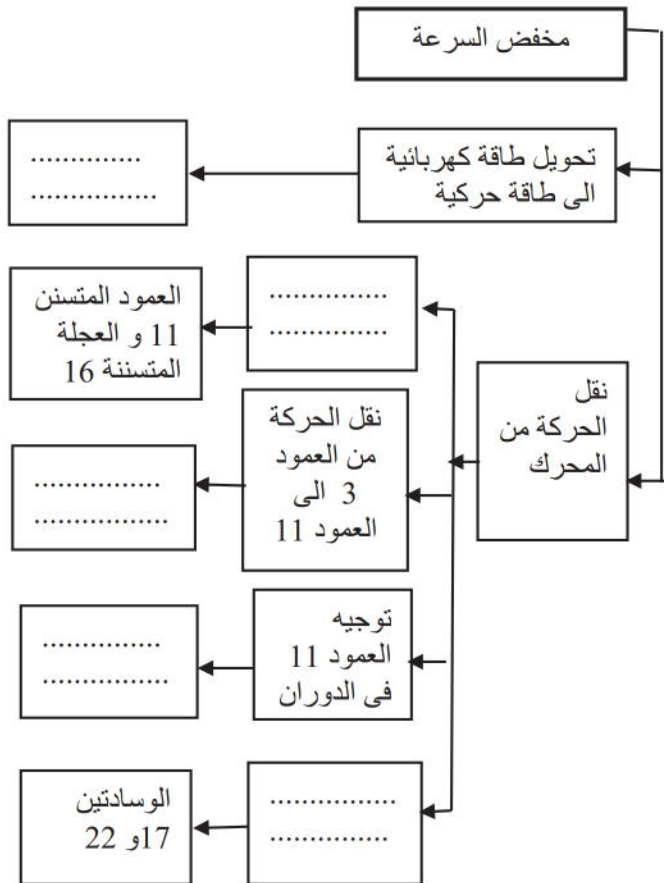 مخفض السرعة
تحويل طاقة كهربائية
الى طاقة حركية
..............
................
...............
...............
العمود المتسنن
11 و العجلة
المتسننة 16
نقل
الحركة من
المحرك
نقل الحركة
من العمود
3 الى
العمود 11
...............
.................
توجيه
العمود 11
فى الدوران
...............
................
................
...............
الوسادتين
17و 22